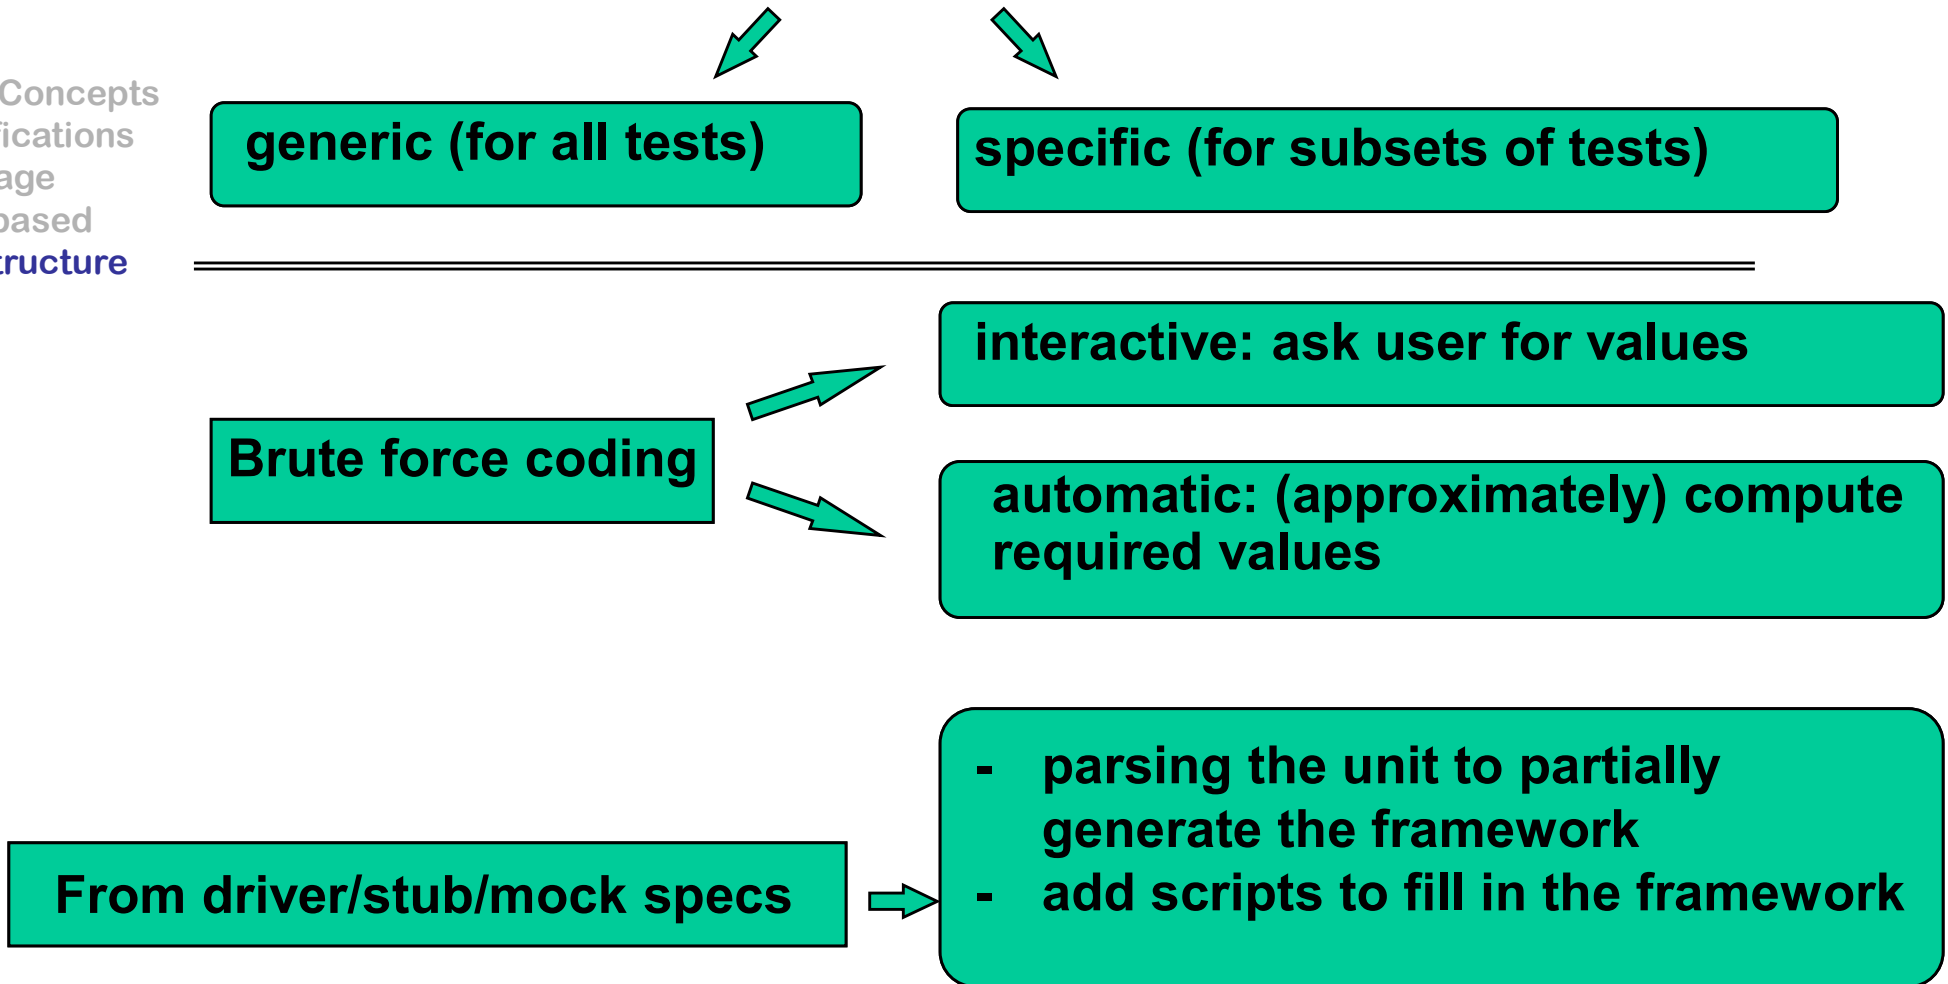 Concepts
fications
age
based
tructure
generic (for all tests)
specific (for subsets of tests)
interactive: ask user for values
Brute force coding
automatic: (approximately) compute
required values
From driver/stub/mock specs
- parsing the unit to partially
generate the framework
- add scripts to fill in the framework